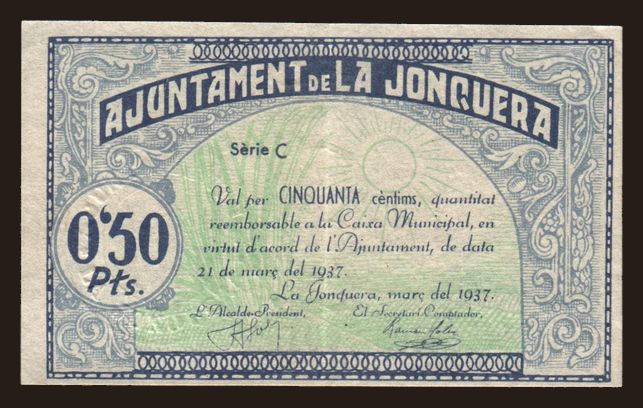 AJUNTAMENT DE LA JONQUERA
Sèrie C
Val per CINQUANTA cèntims, quantitat
reemborsable a la Caixa Municipal, en
virtut d'acord de l'Ajuntament, de data
21 de març del 1937.
La Jonquera, març del 1937.
0'50
Pts.
L'Alcalde-President, El Secretari Comptador,